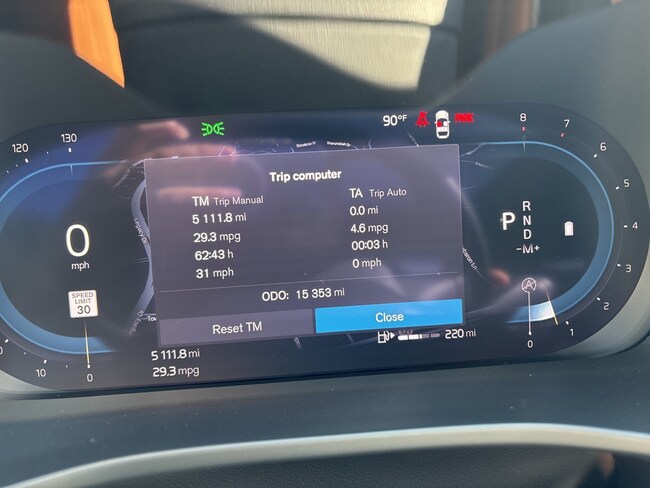 120
130
90°F
PARK
8
7
6
5
4
3
2
1
0
Trip computer
TM Trip Manual
5 111.8 mi
29.3 mpg
62:43 h
31 mph
TA Trip Auto
0.0 mi
4.6 mpg
00:03 h
0 mph
ODO: 15 353 mi
Reset TM
Close
0
mph
SPEED
LIMIT
30
P
R
N
D
-M+
A
10
0
5 111.8 mi
29.3 mpg
220 mi